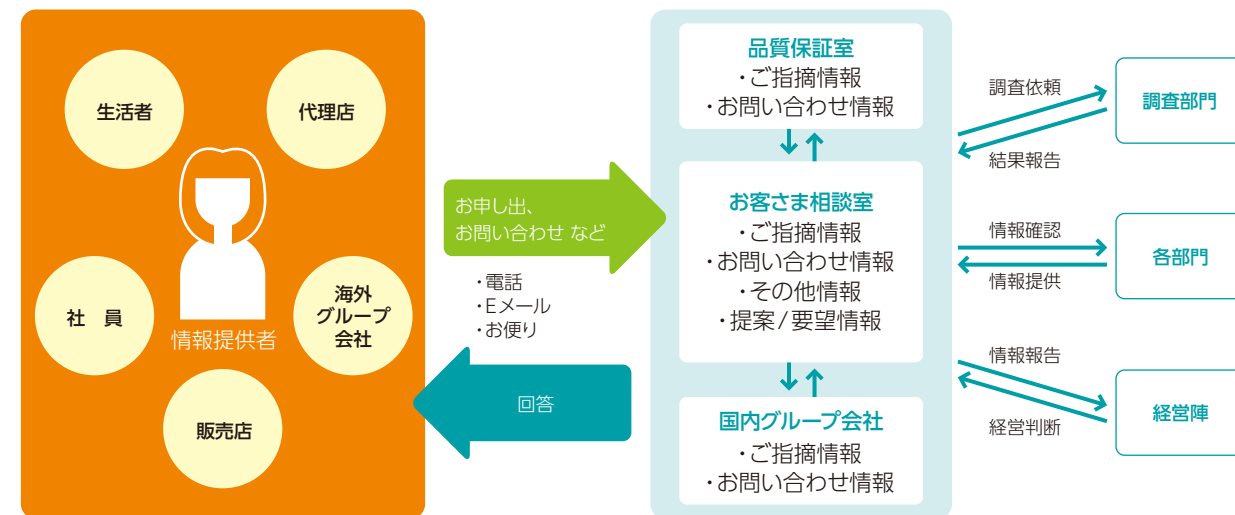 生活者
代理店
社 員
情報提供者
海外
グループ
会社
販売店
お申し出、
お問い合わせ など
・電話
・Eメール
・お便り
回答
品質保証室
・ご指摘情報
・お問い合わせ情報
お客さま相談室
・ご指摘情報
・お問い合わせ情報
・その他情報
・提案/要望情報
国内グループ会社
・ご指摘情報
・お問い合わせ情報
調査依頼
結果報告
調査部門
情報確認
情報提供
各部門
情報報告
経営判断
経営陣